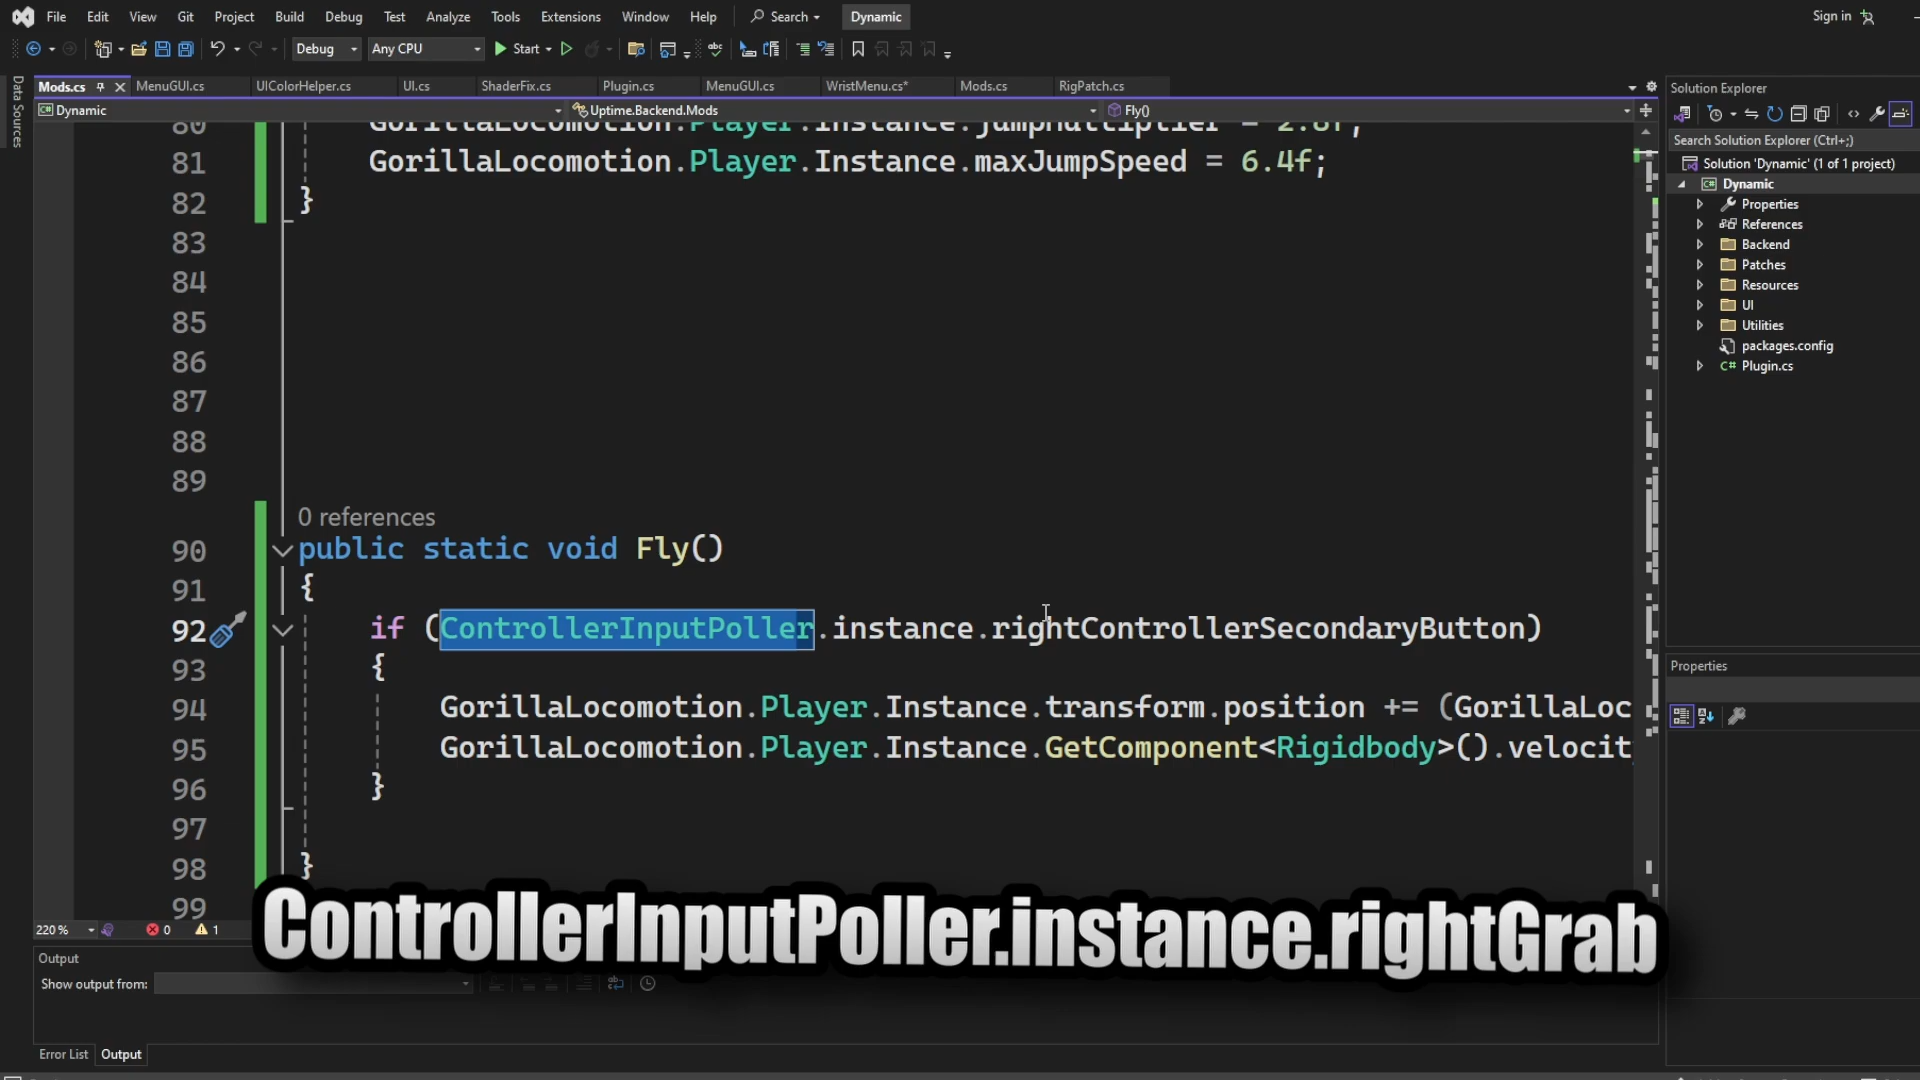 File Edit View Git Project Build Debug Test Analyze Tools Extensions Window Help Search Dynamic Sign in
Debug Any CPU Start
Data Sources
Mods.cs MenuGUI.cs UIColorHelper.cs UI.cs ShaderFix.cs Plugin.cs MenuGUI.cs WristMenu.cs* Mods.cs RigPatch.cs
Dynamic Uptime.Backend.Mods Fly()
80 GorillaLocomotion.Player.Instance.jumpMultiplier = 2.8f;
81 GorillaLocomotion.Player.Instance.maxJumpSpeed = 6.4f;
82 }
83
84
85
86
87
88
89
0 references
90 public static void Fly()
91 {
92 if (ControllerInputPoller.instance.rightControllerSecondaryButton)
93 {
94 GorillaLocomotion.Player.Instance.transform.position += (GorillaLoc
95 GorillaLocomotion.Player.Instance.GetComponent<Rigidbody>().velocit
96 }
97
98 }
99
220 % 0 1
ControllerInputPoller.instance.rightGrab
Output
Show output from:
Error List Output
Solution Explorer
Search Solution Explorer (Ctrl+;)
Solution 'Dynamic' (1 of 1 project)
Dynamic
Properties
References
Backend
Patches
Resources
UI
Utilities
packages.config
C# Plugin.cs
Properties